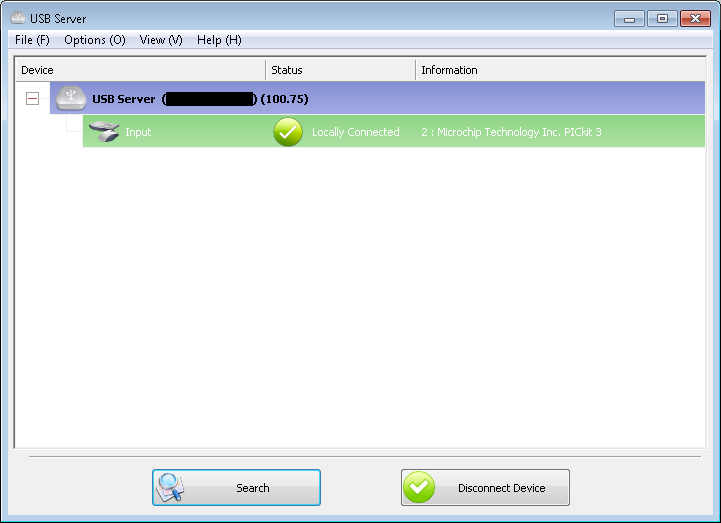 USB Server
File (F) Options (O) View (V) Help (H)
Device Status Information
USB Server ( ) (100.75)
Input Locally Connected 2 : Microchip Technology Inc. PICkit 3
Search Disconnect Device